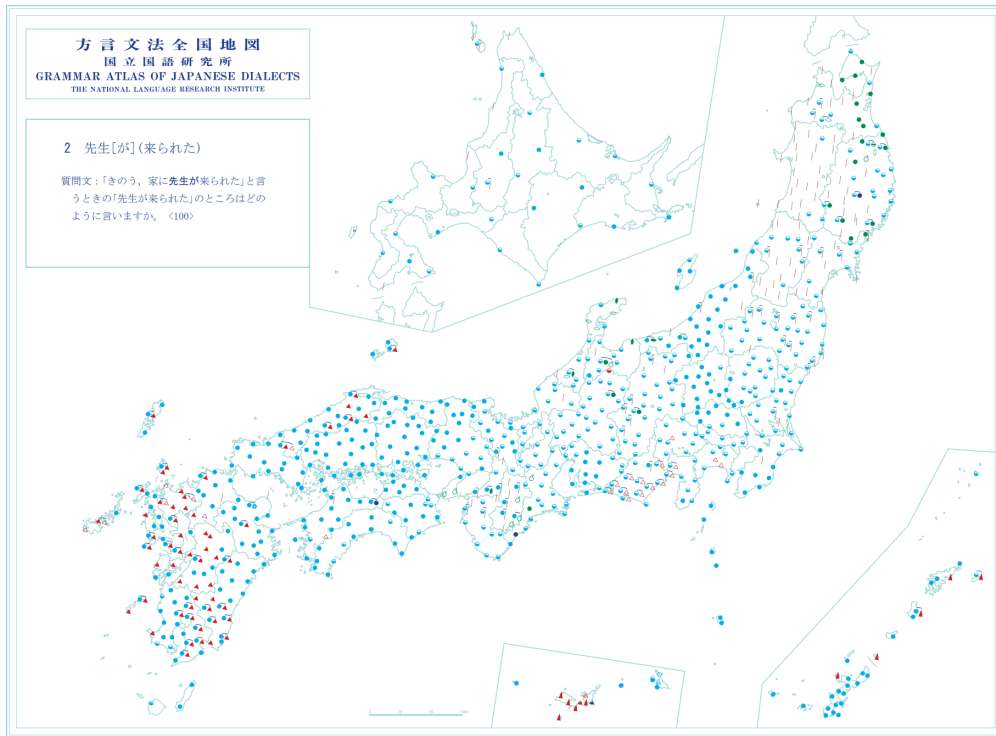 方言文法全国地図
国立国語研究所
GRAMMAR ATLAS OF JAPANESE DIALECTS
THE NATIONAL LANGUAGE RESEARCH INSTITUTE
2 先生[が](来られた)
質問文:「きのう，家に先生が来られた」と言
うときの「先生が来られた」のところはどの
ように言いますか。〈100〉